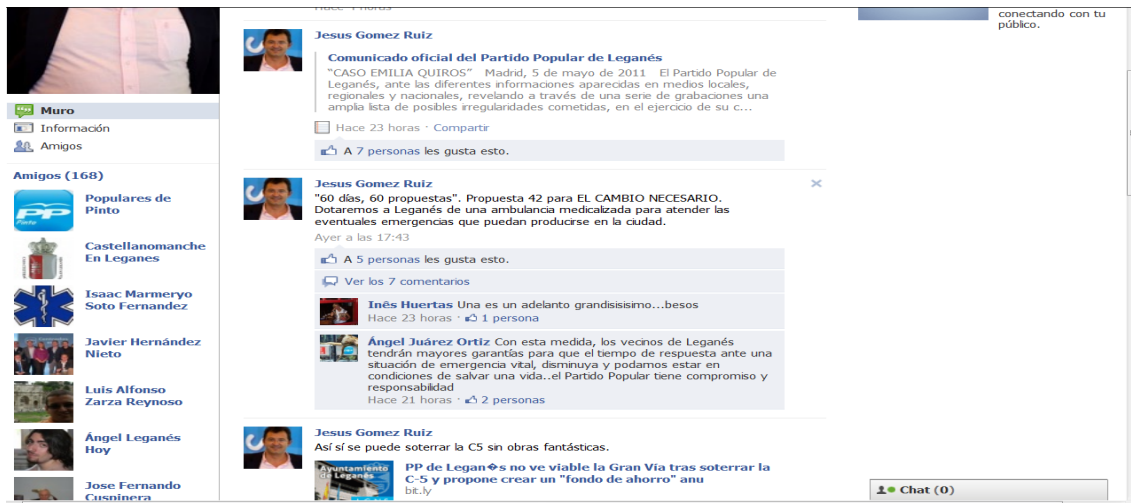 Muro
Información
Amigos
Amigos (168)
Populares de
Pinto
Castellanomanche
En Leganes
Isaac Marmeryo
Soto Fernandez
Javier Hernández
Nieto
Luis Alfonso
Zarza Reynoso
Ángel Leganés
Hoy
Jose Fernando
Cuspinera
Jesus Gomez Ruiz
Comunicado oficial del Partido Popular de Leganés
"CASO EMILIA QUIROS" Madrid, 5 de mayo de 2011 El Partido Popular de
Leganés, ante las diferentes informaciones aparecidas en medios locales,
regionales y nacionales, revelando a través de una serie de grabaciones una
amplia lista de posibles irregularidades cometidas, en el ejercicio de su c...
Hace 23 horas · Compartir
A 7 personas les gusta esto.
Jesus Gomez Ruiz
"60 días, 60 propuestas". Propuesta 42 para EL CAMBIO NECESARIO.
Dotaremos a Leganés de una ambulancia medicalizada para atender las
eventuales emergencias que puedan producirse en la ciudad.
Ayer a las 17:43
A 5 personas les gusta esto.
Ver los 7 comentarios
Inês Huertas Una es un adelanto grandisisisimo...besos
Hace 23 horas · 1 persona
Ángel Juárez Ortiz Con esta medida, los vecinos de Leganés
tendrán mayores garantías para que el tiempo de respuesta ante una
situación de emergencia vital, disminuya y podamos estar en
condiciones de salvar una vida..el Partido Popular tiene compromiso y
responsabilidad
Hace 21 horas · 2 personas
Jesus Gomez Ruiz
Así sí se puede soterrar la C5 sin obras fantásticas.
Ayuntamiento
de Leganés
PP de Legan�s no ve viable la Gran Via tras soterrar la
C-5 y propone crear un "fondo de ahorro" anu
bit.ly
conectando con tu
público.
Chat (0)